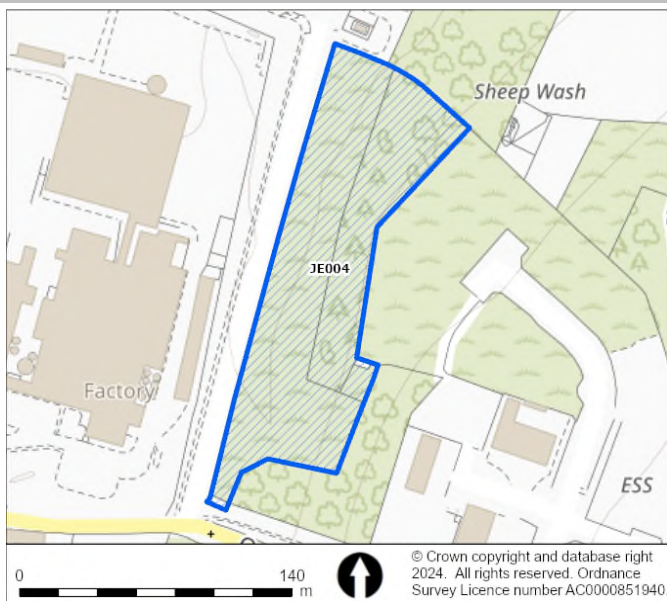 Sheep Wash
JE004
Factory
ESS
0
140
m
© Crown copyright and database right
2024. All rights reserved. Ordnance
Survey Licence number AC0000851940